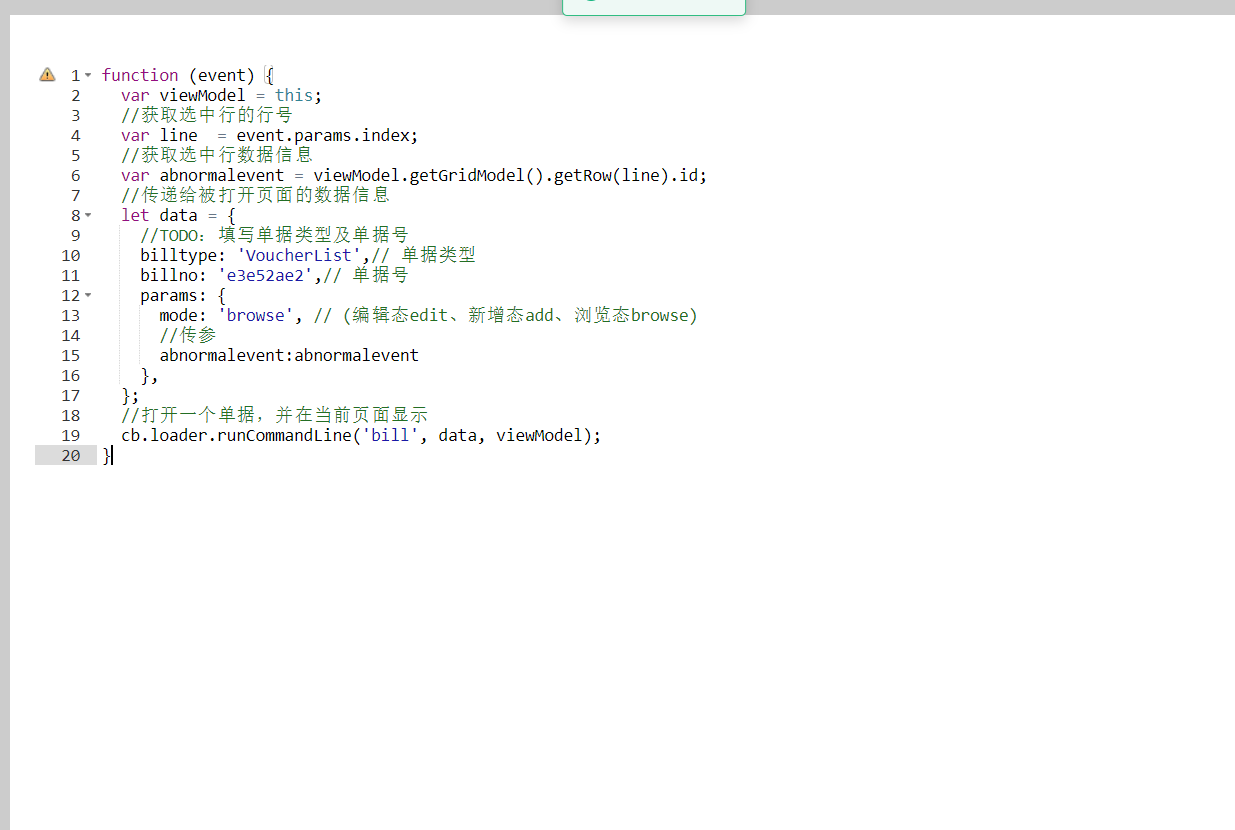 1 function (event) {
2 var viewModel = this;
3 //获取选中行的行号
4 var line  = event.params.index;
5 //获取选中行数据信息
6 var abnormalevent = viewModel.getGridModel().getRow(line).id;
7 //传递给被打开页面的数据信息
8 let data = {
9 //TODO: 填写单据类型及单据号
10 billtype: 'VoucherList',// 单据类型
11 billno: 'e3e52ae2',// 单据号
12 params: {
13 mode: 'browse', // (编辑态edit、新增态add、浏览态browse)
14 //传参
15 abnormalevent:abnormalevent
16 },
17 };
18 //打开一个单据，并在当前页面显示
19 cb.loader.runCommandLine('bill', data, viewModel);
20 }